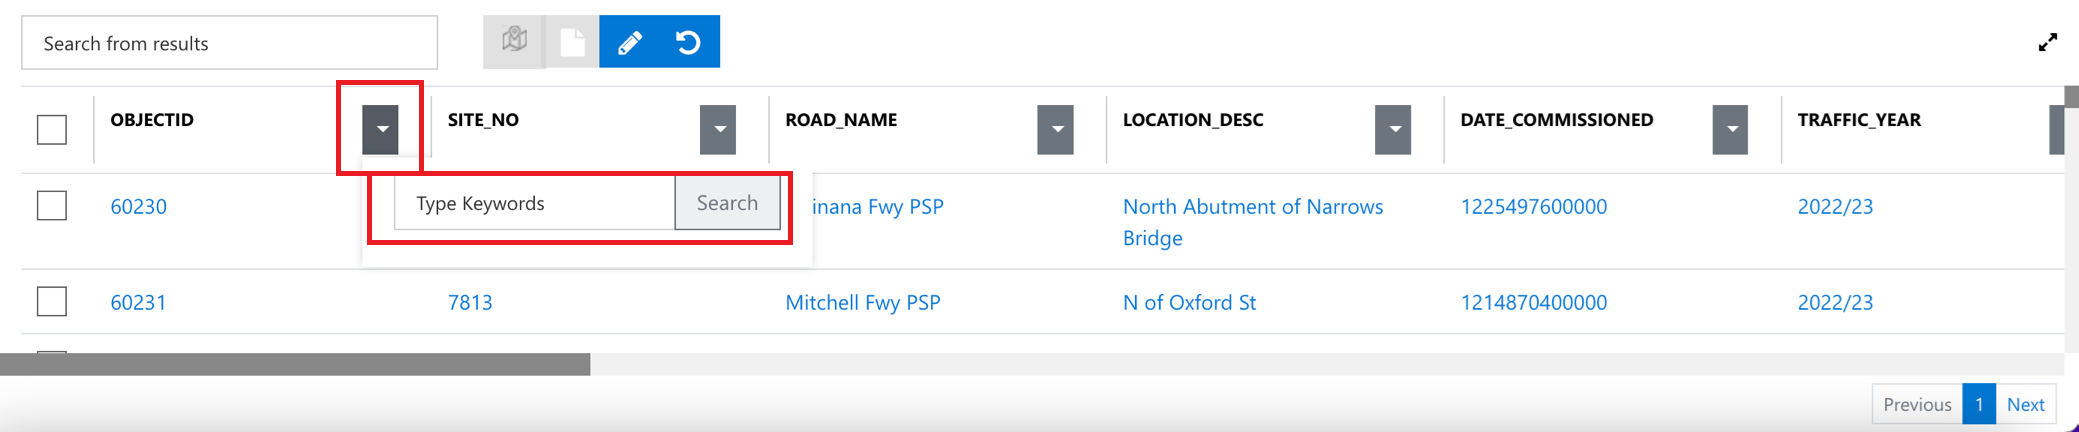 Search from results
OBJECTID SITE_NO ROAD_NAME LOCATION_DESC DATE_COMMISSIONED TRAFFIC_YEAR
Type Keywords Search
60230 Fwy PSP North Abutment of Narrows 1225497600000 2022/23
Bridge
60231 7813 Mitchell Fwy PSP N of Oxford St 1214870400000 2022/23
Previous 1 Next